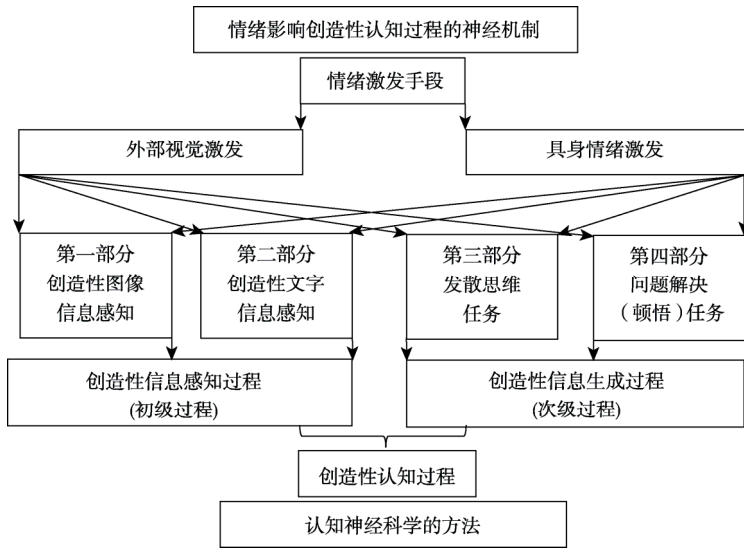 情绪影响创造性认知过程的神经机制
情绪激发手段
外部视觉激发
具身情绪激发
第一部分
创造性图像
信息感知
第二部分
创造性文字
信息感知
第三部分
发散思维
任务
第四部分
问题解决
（顿悟）任务
创造性信息感知过程
(初级过程)
创造性信息生成过程
(次级过程)
创造性认知过程
认知神经科学的方法